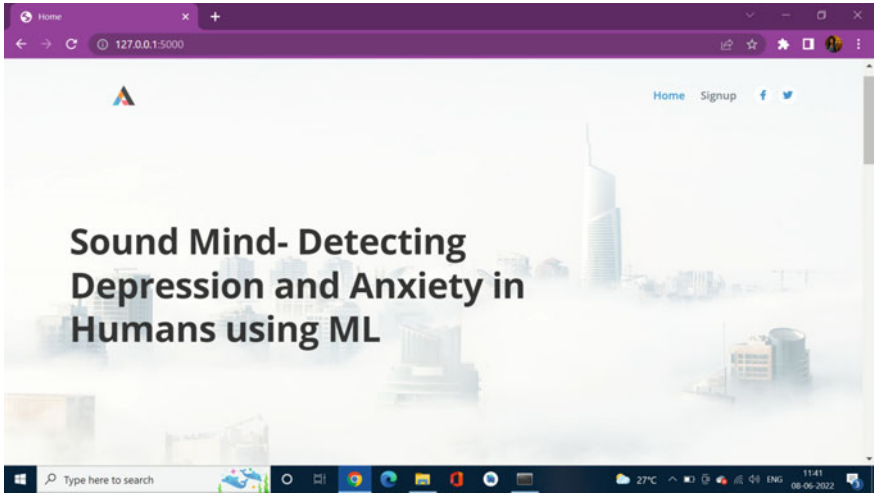 Home
127.0.0.1:5000
Home Signup
Sound Mind- Detecting
Depression and Anxiety in
Humans using ML
Type here to search
27°C
ENG
11:41
08-06-2022